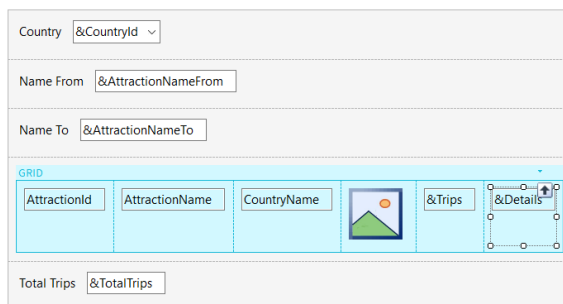 Country &CountryId
Name From &AttractionNameFrom
Name To &AttractionNameTo
GRID
AttractionId AttractionName CountryName &Trips &Details
Total Trips &TotalTrips